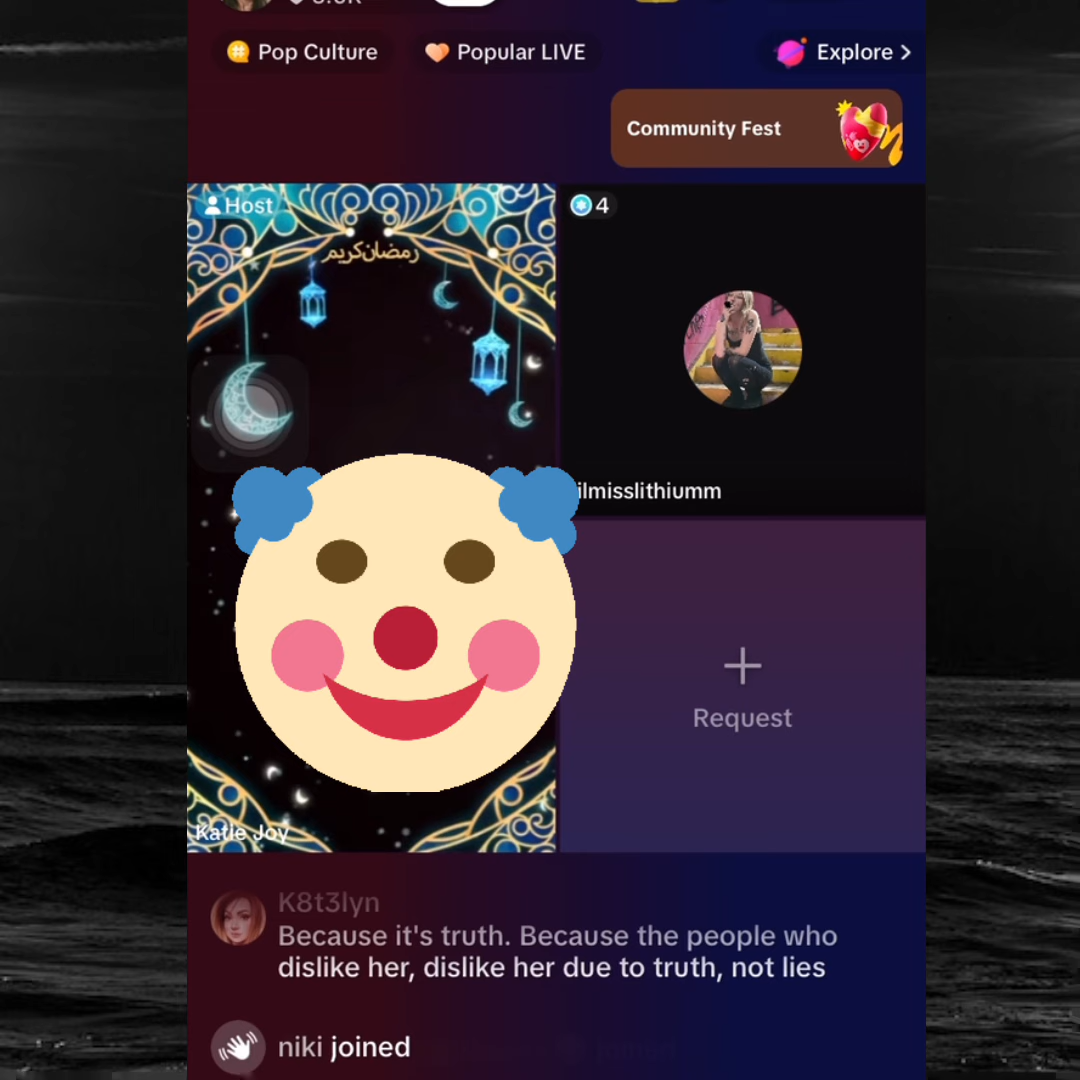 Pop Culture
Popular LIVE
Explore >
Community Fest
Host
4
رمضان كريم
ilmisslithiumm
Request
Katie Joy
K8t3lyn
Because it's truth. Because the people who
dislike her, dislike her due to truth, not lies
niki joined